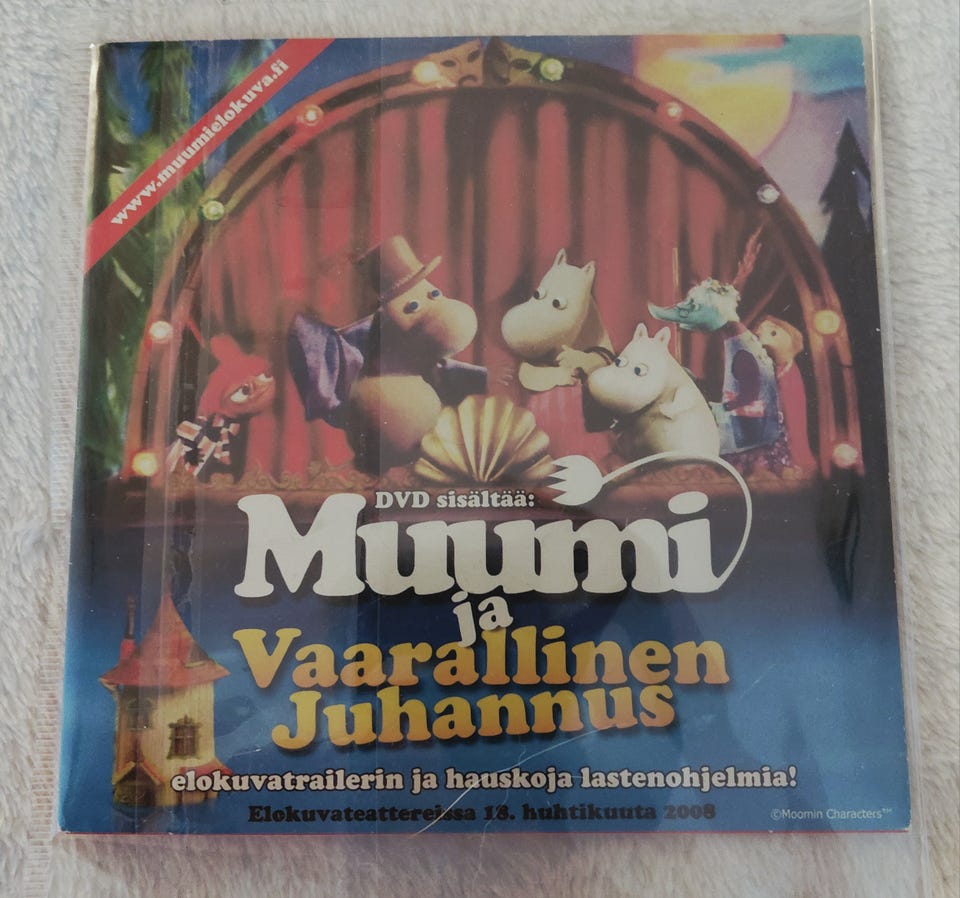 www.muumielokuva.fi
DVD sisältää:
Muumi
ja
Vaarallinen
Juhannus
elokuvatrailerin ja hauskoja lastenohjelmia!
Elokuvateattereissa 18. huhtikuuta 2008
©Moomin Characters™